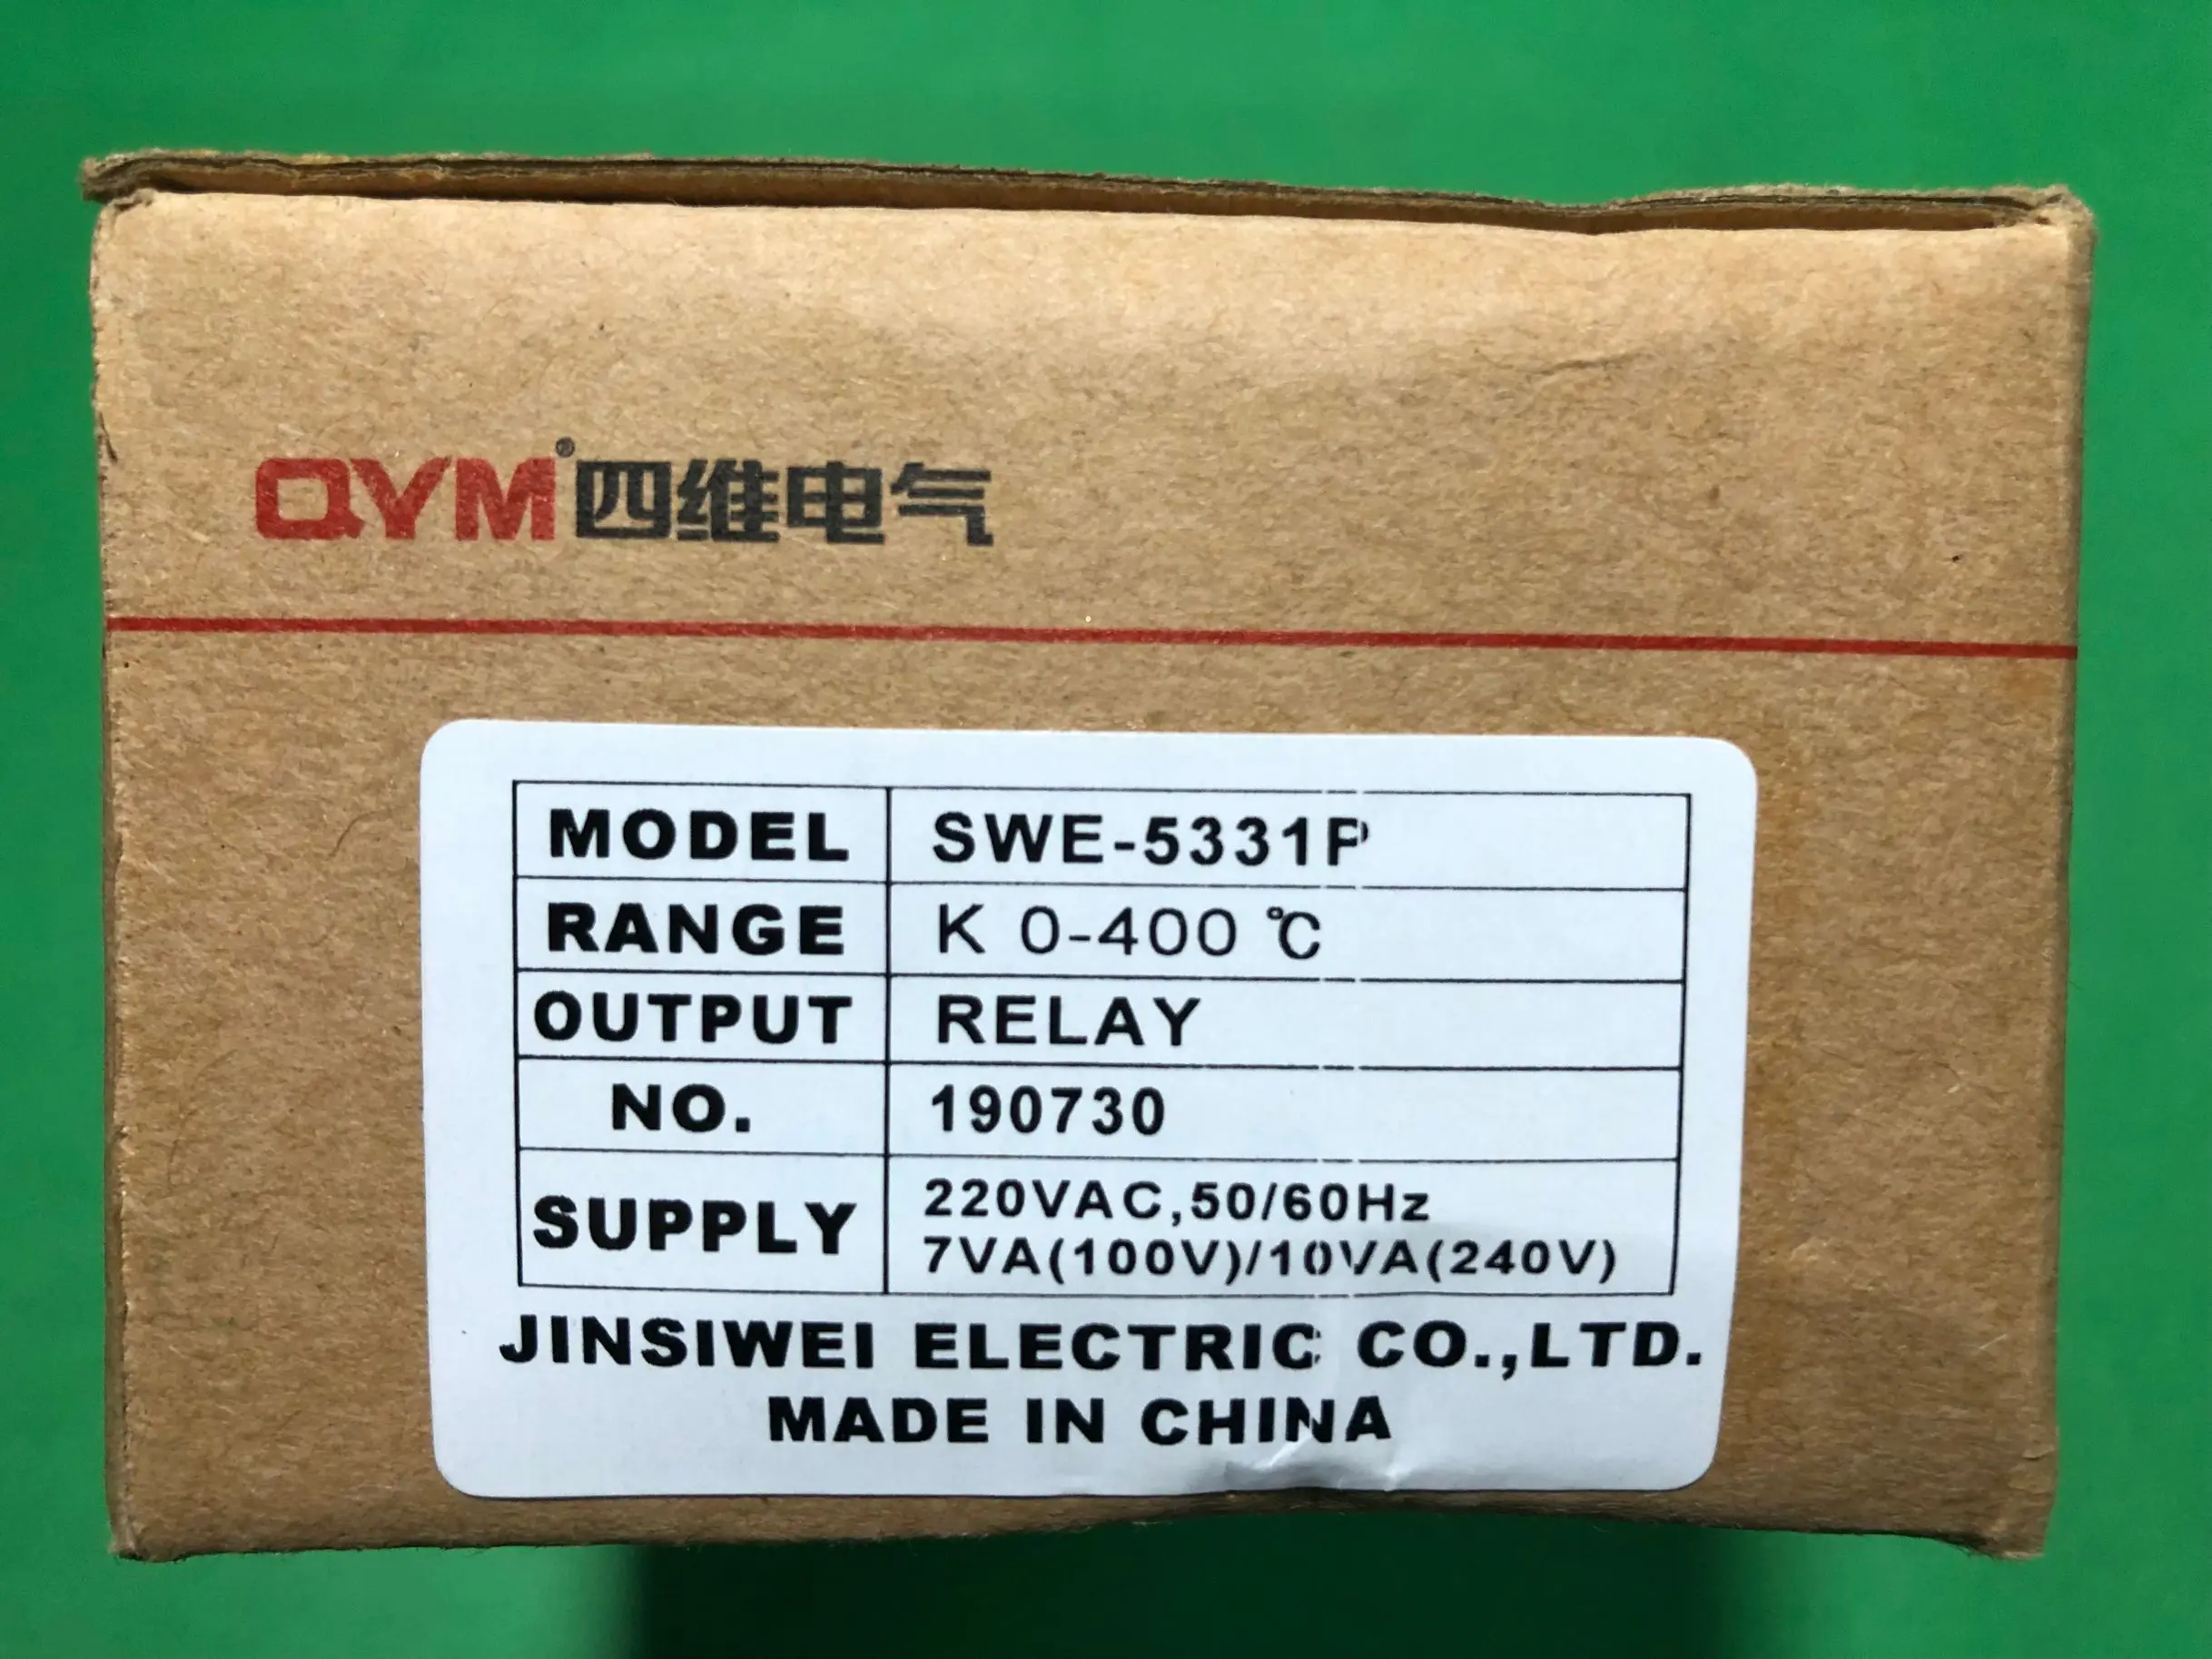 QYM®四维电气
MODEL SWE-5331P
RANGE K 0-400 ℃
OUTPUT RELAY
NO. 190730
SUPPLY 220VAC,50/60Hz
7VA(100V)/10VA(240V)
JINSIWEI ELECTRIC CO.,LTD.
MADE IN CHINA